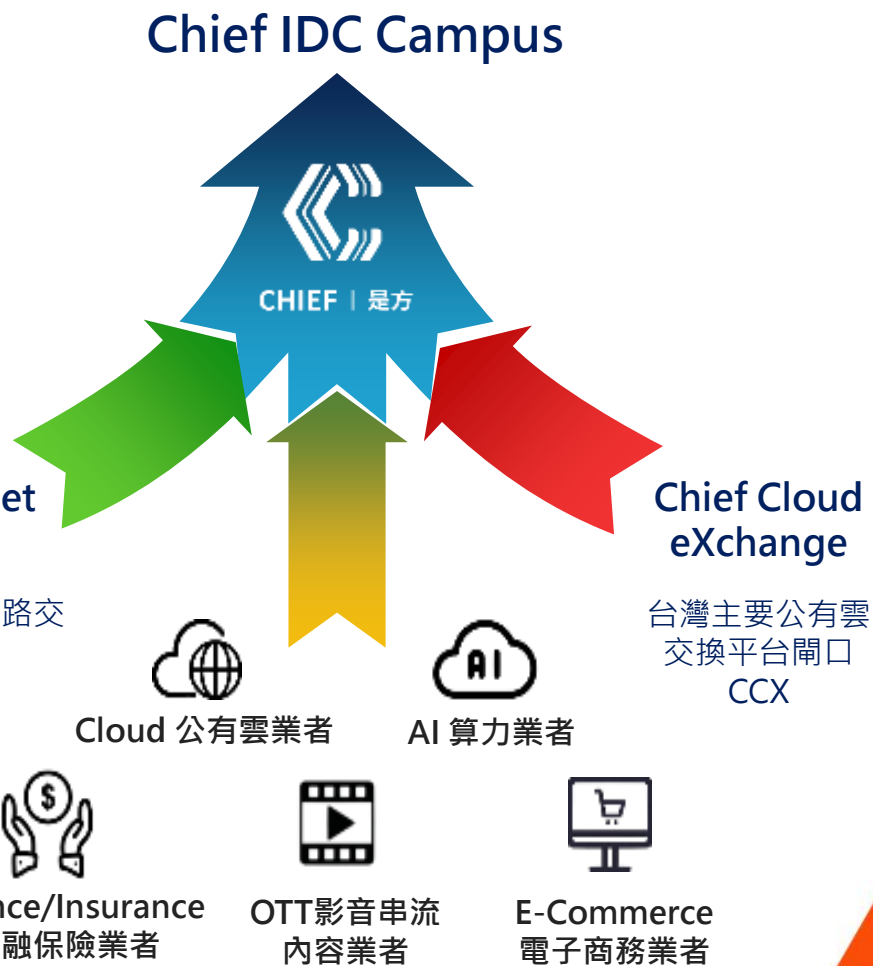 Chief IDC Campus
CHIEF | 是方
et
路交
Chief Cloud
eXchange
台灣主要公有雲
交換平台閘口
CCX
Cloud 公有雲業者
AI
AI 算力業者
$
nce/Insurance
融保險業者
OTT影音串流
內容業者
E-Commerce
電子商務業者